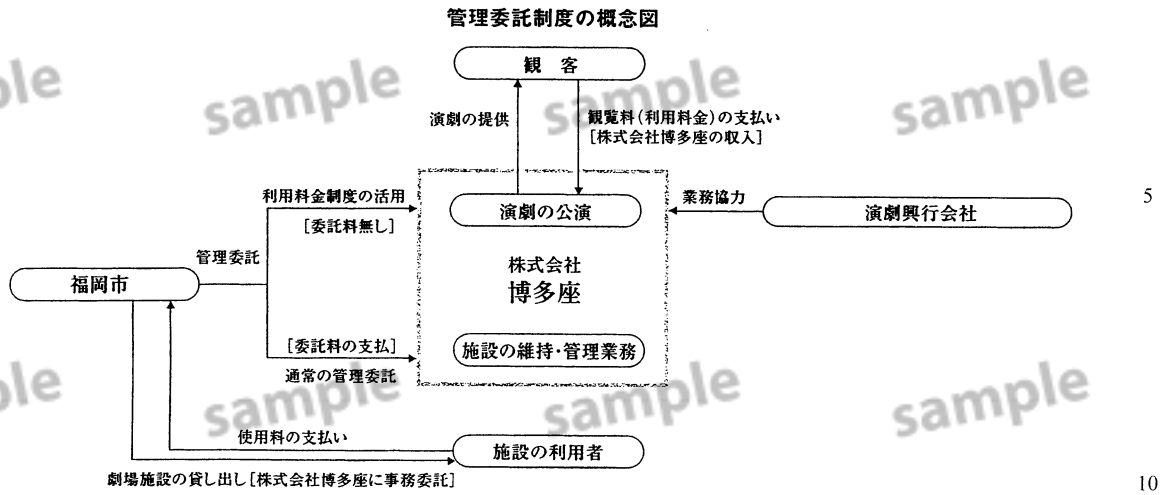 管理委託制度の概念図
観 客
演劇の提供
観覧料(利用料金)の支払い
[株式会社博多座の収入]
利用料金制度の活用
[委託料無し]
演劇の公演
業務協力
演劇興行会社
5
管理委託
福岡市
株式会社
博多座
[委託料の支払]
通常の管理委託
施設の維持・管理業務
使用料の支払い
施設の利用者
劇場施設の貸し出し[株式会社博多座に事務委託]
10
ple
sample
sample
sample
ple
sample
sample
sample